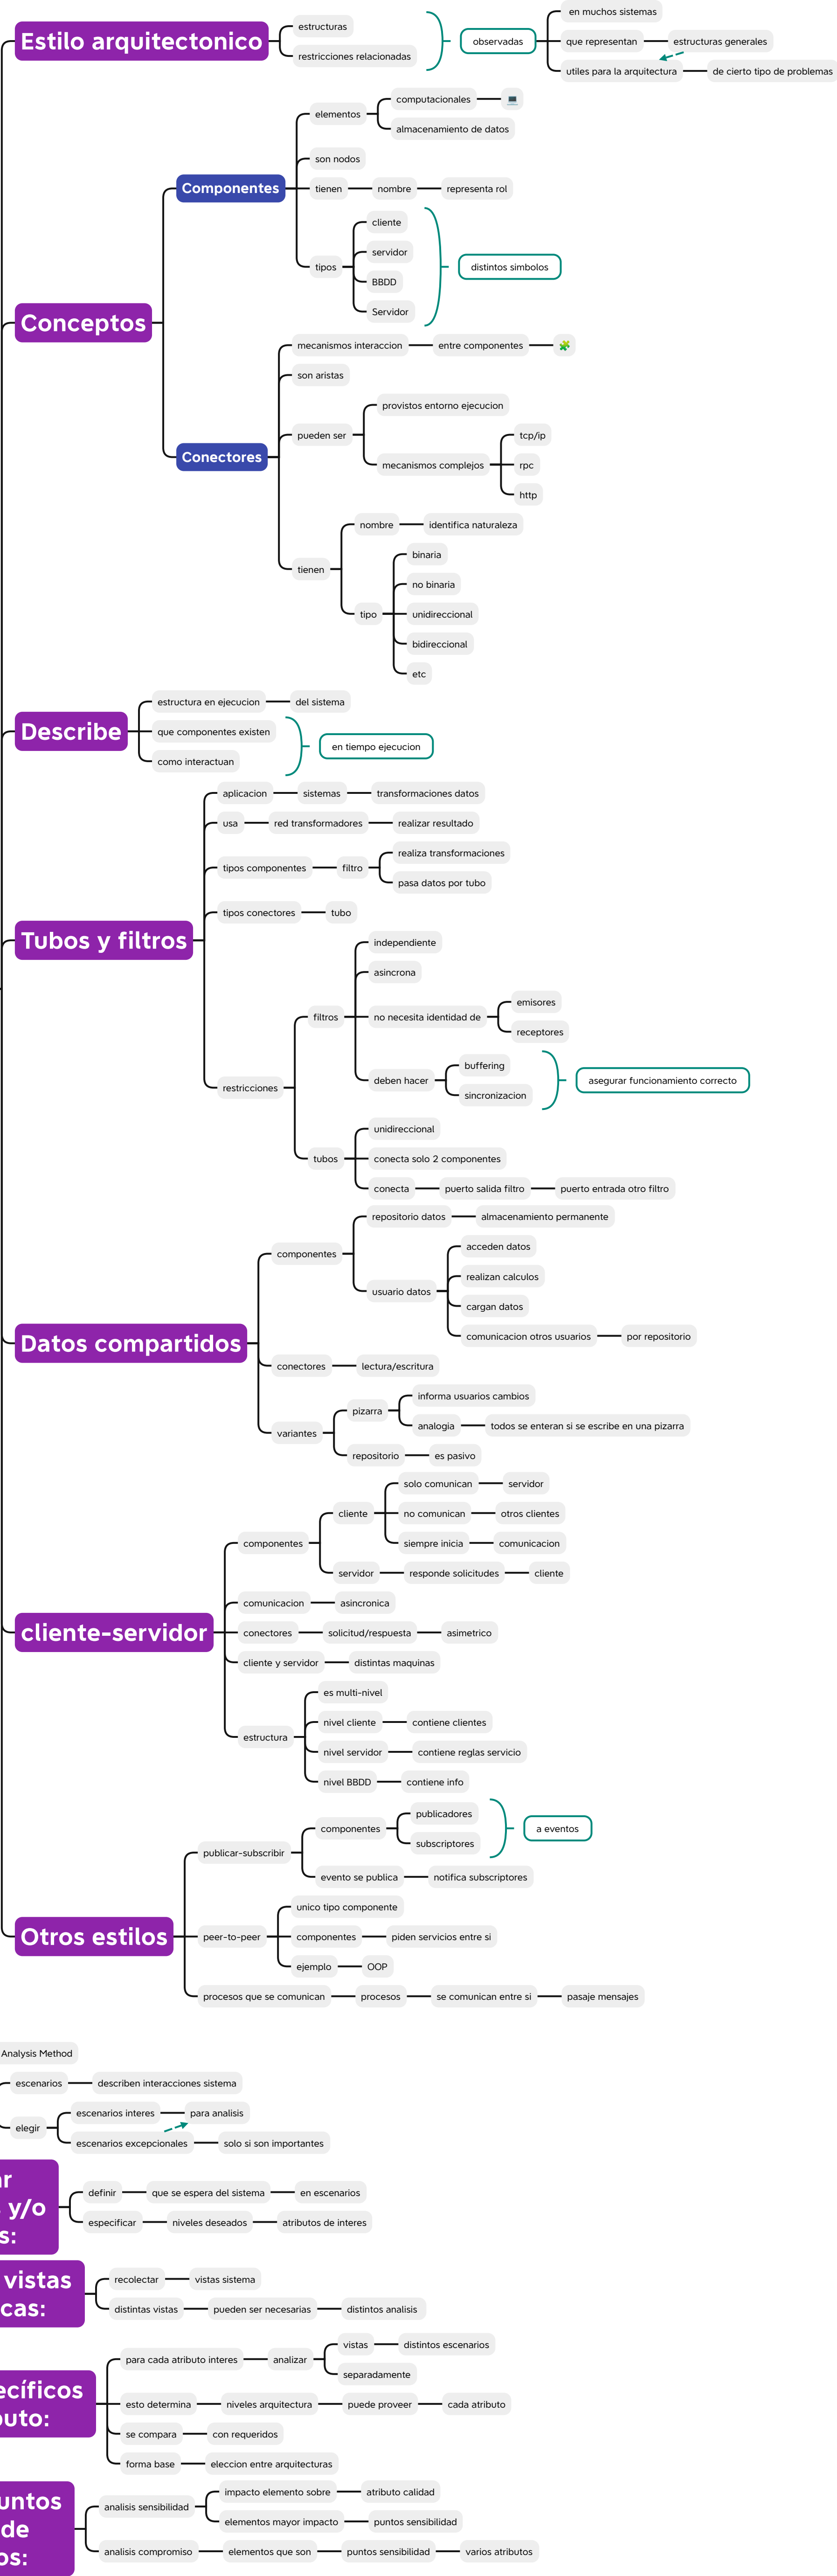 Estilo arquitectonico
estructuras
restricciones relacionadas
observadas
en muchos sistemas
que representan
estructuras generales
utiles para la arquitectura
de cierto tipo de problemas
Conceptos
Componentes
elementos
computacionales
almacenamiento de datos
son nodos
tienen
nombre
representa rol
tipos
cliente
servidor
BBDD
Servidor
distintos simbolos
Conectores
mecanismos interaccion
entre componentes
son aristas
pueden ser
provistos entorno ejecucion
mecanismos complejos
tcp/ip
rpc
http
tienen
nombre
identifica naturaleza
tipo
binaria
no binaria
unidireccional
bidireccional
etc
Describe
estructura en ejecucion
del sistema
que componentes existen
como interactuan
en tiempo ejecucion
Tubos y filtros
aplicacion
sistemas
transformaciones datos
usa
red transformadores
realizar resultado
tipos componentes
filtro
realiza transformaciones
pasa datos por tubo
tipos conectores
tubo
restricciones
filtros
independiente
asincrona
no necesita identidad de
emisores
receptores
deben hacer
buffering
sincronizacion
asegurar funcionamiento correcto
tubos
unidireccional
conecta solo 2 componentes
conecta
puerto salida filtro
puerto entrada otro filtro
Datos compartidos
componentes
repositorio datos
almacenamiento permanente
usuario datos
acceden datos
realizan calculos
cargan datos
comunicacion otros usuarios
por repositorio
conectores
lectura/escritura
variantes
pizarra
informa usuarios cambios
analogia
todos se enteran si se escribe en una pizarra
repositorio
es pasivo
cliente-servidor
componentes
cliente
solo comunican
servidor
no comunican
otros clientes
siempre inicia
comunicacion
servidor
responde solicitudes
cliente
comunicacion
asincronica
conectores
solicitud/respuesta
asimetrico
cliente y servidor
distintas maquinas
estructura
es multi-nivel
nivel cliente
contiene clientes
nivel servidor
contiene reglas servicio
nivel BBDD
contiene info
Otros estilos
publicar-subscribir
componentes
publicadores
subscriptores
a eventos
evento se publica
notifica subscriptores
peer-to-peer
unico tipo componente
componentes
piden servicios entre si
ejemplo
OOP
procesos que se comunican
procesos
se comunican entre si
pasaje mensajes
Analysis Method
escenarios
describen interacciones sistema
elegir
escenarios interes
para analisis
escenarios excepcionales
solo si son importantes
y/o
definir
que se espera del sistema
en escenarios
especificar
niveles deseados
atributos de interes
vistas
cas:
recolectar
vistas sistema
distintas vistas
pueden ser necesarias
distintos analisis
ecíficos
buto:
para cada atributo interes
analizar
vistas
distintos escenarios
separadamente
esto determina
niveles arquitectura
puede proveer
cada atributo
se compara
con requeridos
forma base
eleccion entre arquitecturas
untos
de
os:
analisis sensibilidad
impacto elemento sobre
atributo calidad
elementos mayor impacto
puntos sensibilidad
analisis compromiso
elementos que son
puntos sensibilidad
varios atributos